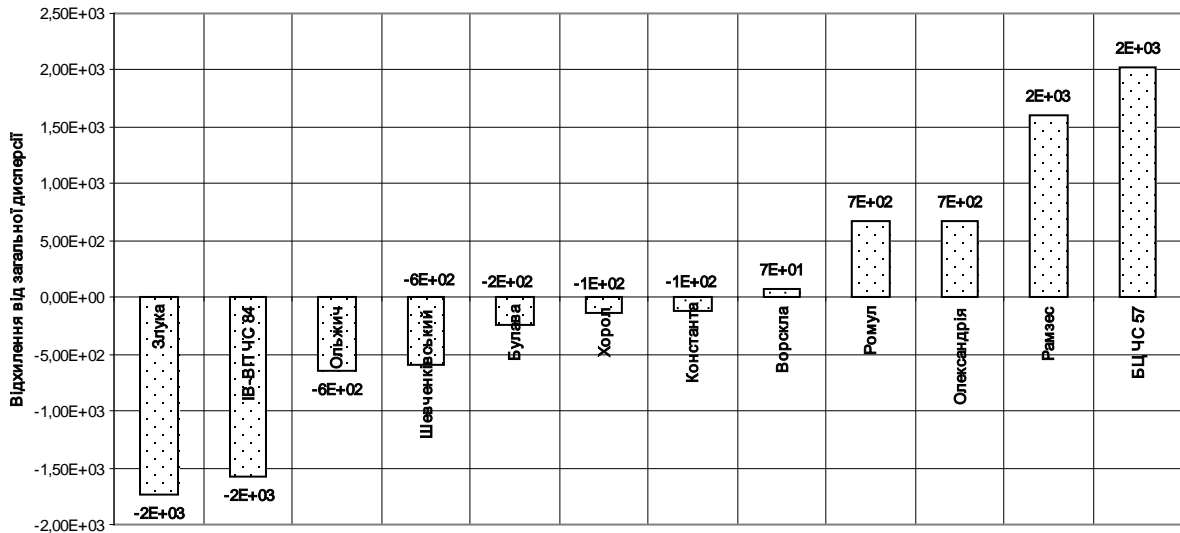 Відхилення від загальної дисперсії
2,50E+03
2,00E+03
1,50E+03
1,00E+03
5,00E+02
0,00E+00
-5,00E+02
-1,00E+03
-1,50E+03
-2,00E+03
-2E+03
-2E+03
-6E+02
-6E+02
-2E+02
-1E+02
-1E+02
7E+01
7E+02
7E+02
2E+03
2E+03
Злука
ІВ-ВП ЧС 84
Ольжич
Шевченківський
Булава
Хорол
Константа
Ворскла
Ромул
Олександрія
Рамзес
БЦ ЧС 57